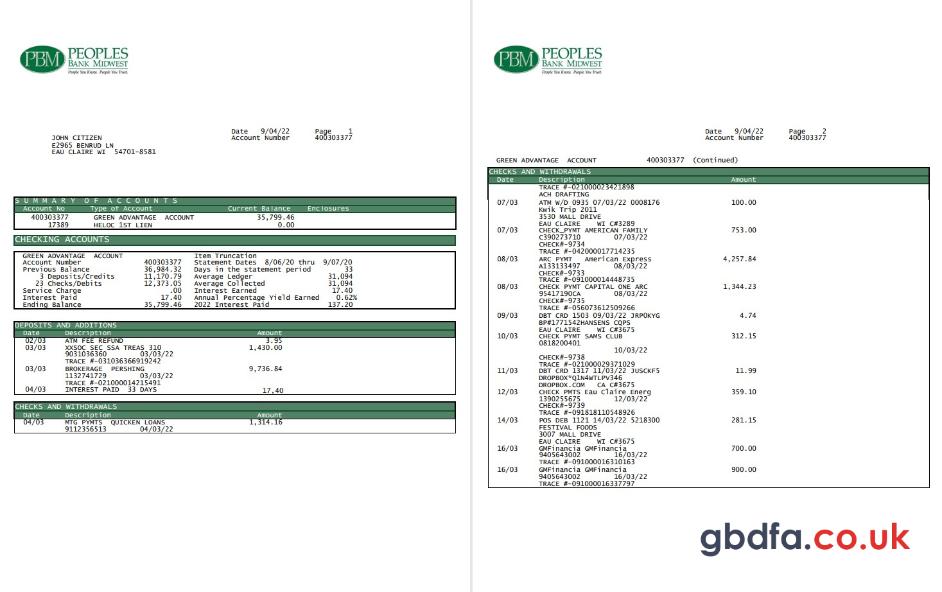 PBM PEOPLES
BANK MIDWEST
People You Know. People You Trust.
Date 9/04/22 Page 1
JOHN CITIZEN Account Number 400303377
E2965 BENRUD LN
EAU CLAIRE WI 54701-8581
SUMMARY OF ACCOUNTS
Account No Type of Account Current Balance Enclosures
400303377 GREEN ADVANTAGE ACCOUNT 35,799.46
17389 HELOC 1ST LIEN 0.00
CHECKING ACCOUNTS
GREEN ADVANTAGE ACCOUNT Item Truncation
Account Number 400303377 Statement Dates 8/06/20 thru 9/07/20
Previous Balance 36,984.32 Days in the statement period 33
3 Deposits/Credits 11,170.79 Average Ledger 31,094
23 Checks/Debits 12,373.05 Average Collected 31,094
Service Charge .00 Interest Earned 17.40
Interest Paid 17.40 Annual Percentage Yield Earned 0.62%
Ending Balance 35,799.46 2022 Interest Paid 137.20
DEPOSITS AND ADDITIONS
Date Description Amount
02/03 ATM FEE REFUND 3.95
03/03 XXSOC SEC SSA TREAS 310 1,430.00
9031036360 03/03/22
TRACE #-031036366919242
03/03 BROKERAGE PERSHING 9,736.84
1132741729 03/03/22
TRACE #-021000014215491
04/03 INTEREST PAID 33 DAYS 17.40
CHECKS AND WITHDRAWALS
Date Description Amount
04/03 MTG PYMTS QUICKEN LOANS 1,314.16
9112356513 04/03/22
PBM PEOPLES
BANK MIDWEST
People You Know. People You Trust.
Date 9/04/22 Page 2
Account Number 400303377
GREEN ADVANTAGE ACCOUNT 400303377 (Continued)
CHECKS AND WITHDRAWALS
Date Description Amount
TRACE #-021000023421898
ACH DRAFTING
07/03 ATM W/D 0935 07/03/22 0008176 100.00
Kwik Trip 2011
3530 MALL DRIVE
EAU CLAIRE WI C#3289
07/03 CHECK_PYMT AMERICAN FAMILY 753.00
C390273710 07/03/22
CHECK#-9734
TRACE #-042000017714235
08/03 ARC PYMT American Express 4,257.84
A133133497 08/03/22
CHECK#-9733
TRACE #-091000014448735
08/03 CHECK PYMT CAPITAL ONE ARC 1,344.23
95417190CA 08/03/22
CHECK#-9735
TRACE #-056073612509266
09/03 DBT CRD 1503 09/03/22 JRPOKYG 4.74
BP#1771542HANSENS COPS
EAU CLAIRE WI C#3675
10/03 CHECK PYMT SAMS CLUB 312.15
0818200401
10/03/22
CHECK#-9738
TRACE #-021000029371029
11/03 DBT CRD 1317 11/03/22 JUSCKF5 11.99
DROPBOX*Q1N4WTLPV346
DROPBOX.COM CA C#3675
12/03 CHECK PMTS Eau Claire Energ 359.10
1390255675 12/03/22
CHECK#-9739
TRACE #-091818110548926
14/03 POS DEB 1121 14/03/22 5218300 281.15
FESTIVAL FOODS
3007 MALL DRIVE
EAU CLAIRE WI C#3675
16/03 GMFinancia GMFinancia 700.00
9405643002 16/03/22
TRACE #-091000016310163
16/03 GMFinancia GMFinancia 900.00
9405643002 16/03/22
TRACE #-091000016337797
gbdfa.co.uk